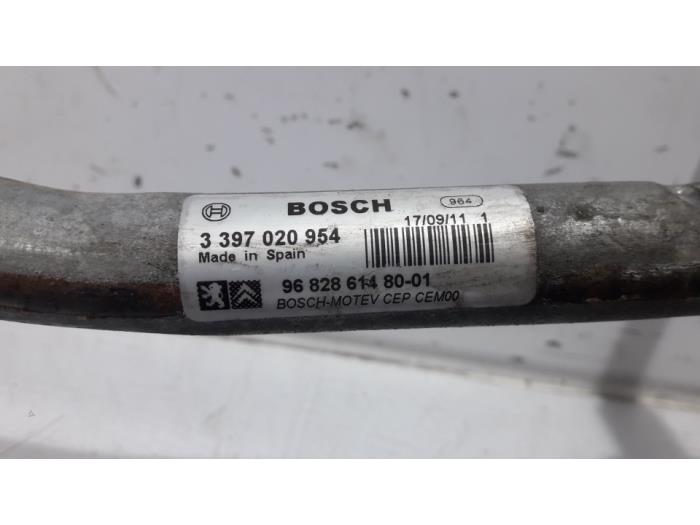 BOSCH
964
3 397 020 954
17/09/11 1
Made in Spain
96 828 614 80-01
BOSCH-MOTEV CEP CEM00